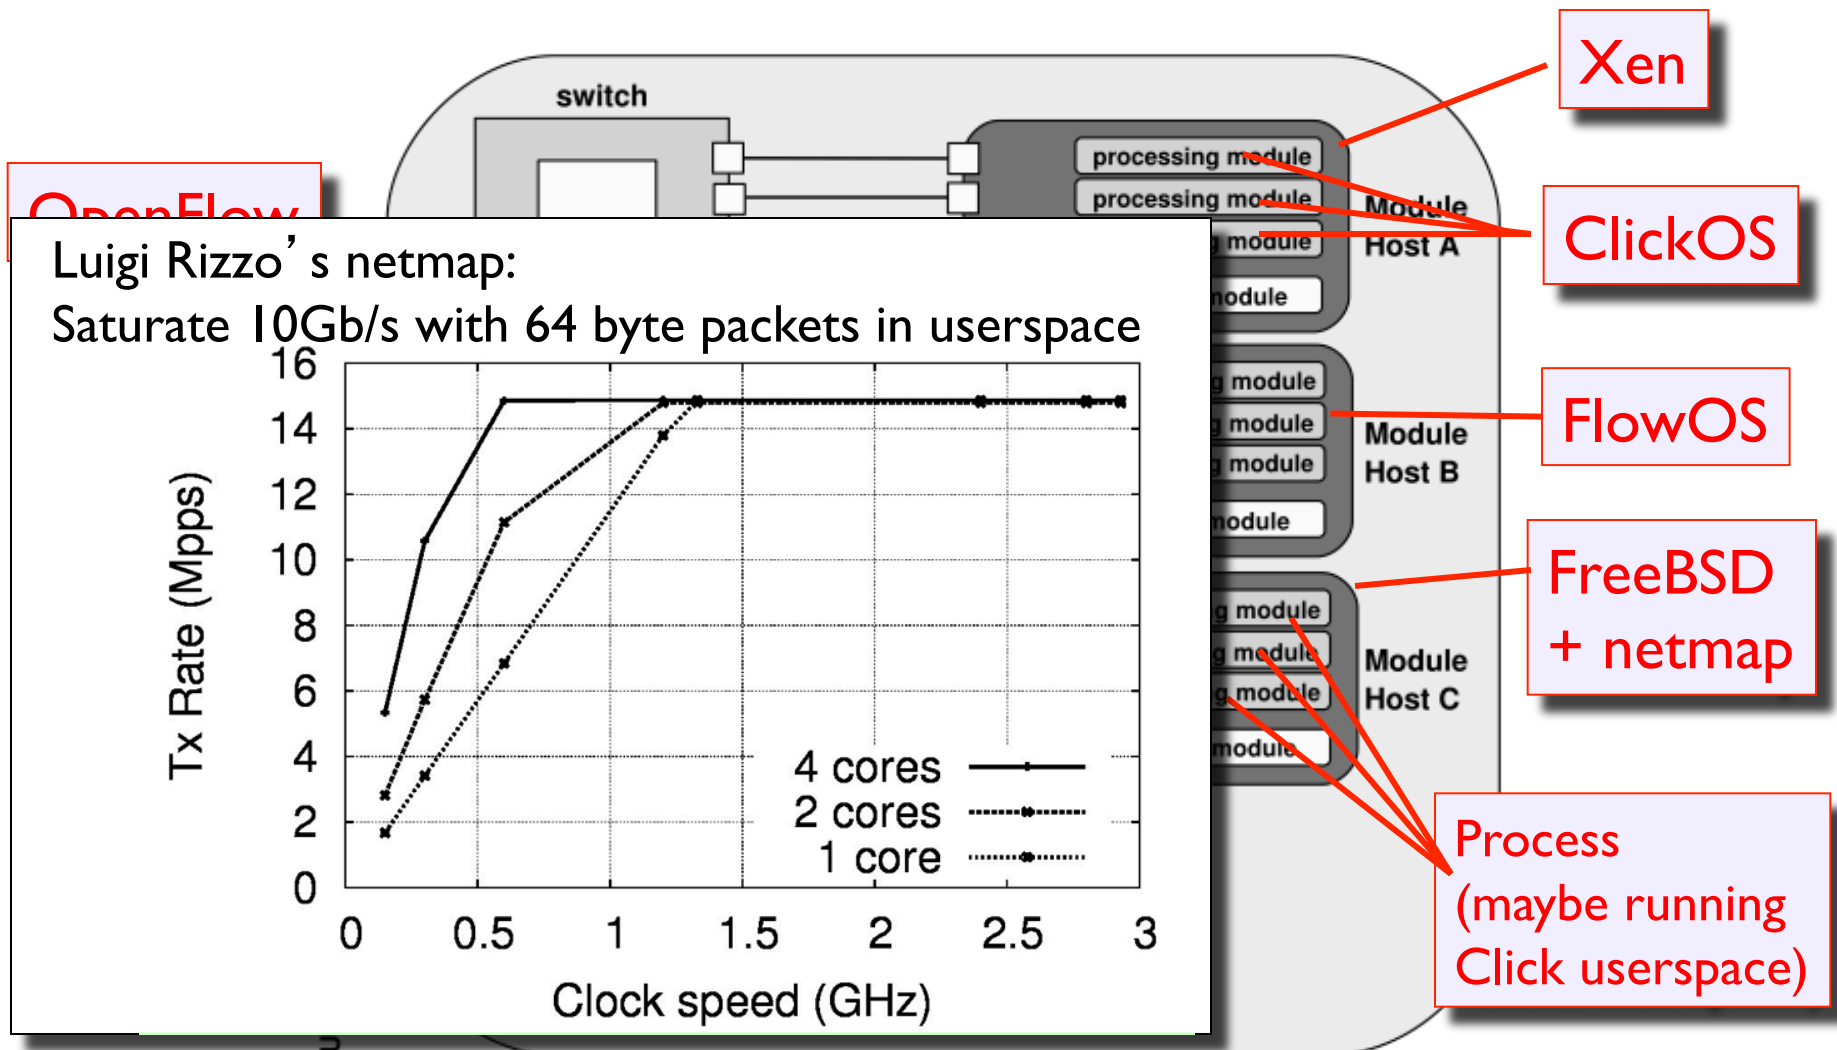 switch
Xen
processing module
processing module
module
module
Module
Host A
ClickOS
OpenFlow
Luigi Rizzo’s netmap:
Saturate 10Gb/s with 64 byte packets in userspace
16
14
12
10
8
6
4
2
0
Tx Rate (Mpps)
0 0.5 1 1.5 2 2.5 3
Clock speed (GHz)
4 cores
2 cores
1 core
module
module
module
module
Module
Host B
FlowOS
module
module
module
module
Module
Host C
FreeBSD
+ netmap
Process
(maybe running
Click userspace)